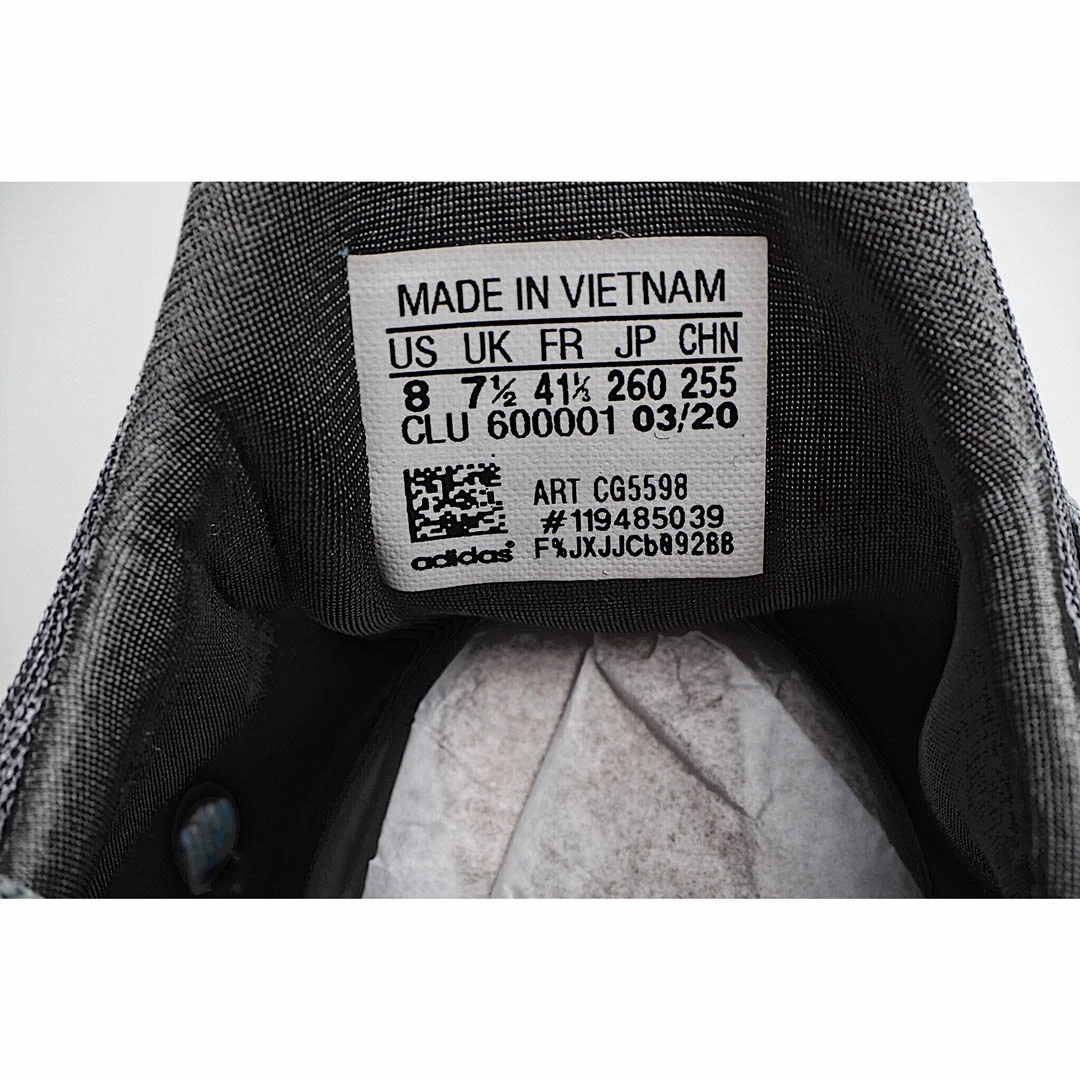 MADE IN VIETNAM
US UK FR JP CHN
8 7½ 41⅓ 260 255
CLU 600001 03/20
ART CG5598
#119485039
F%JXJJCb092BB
adidas